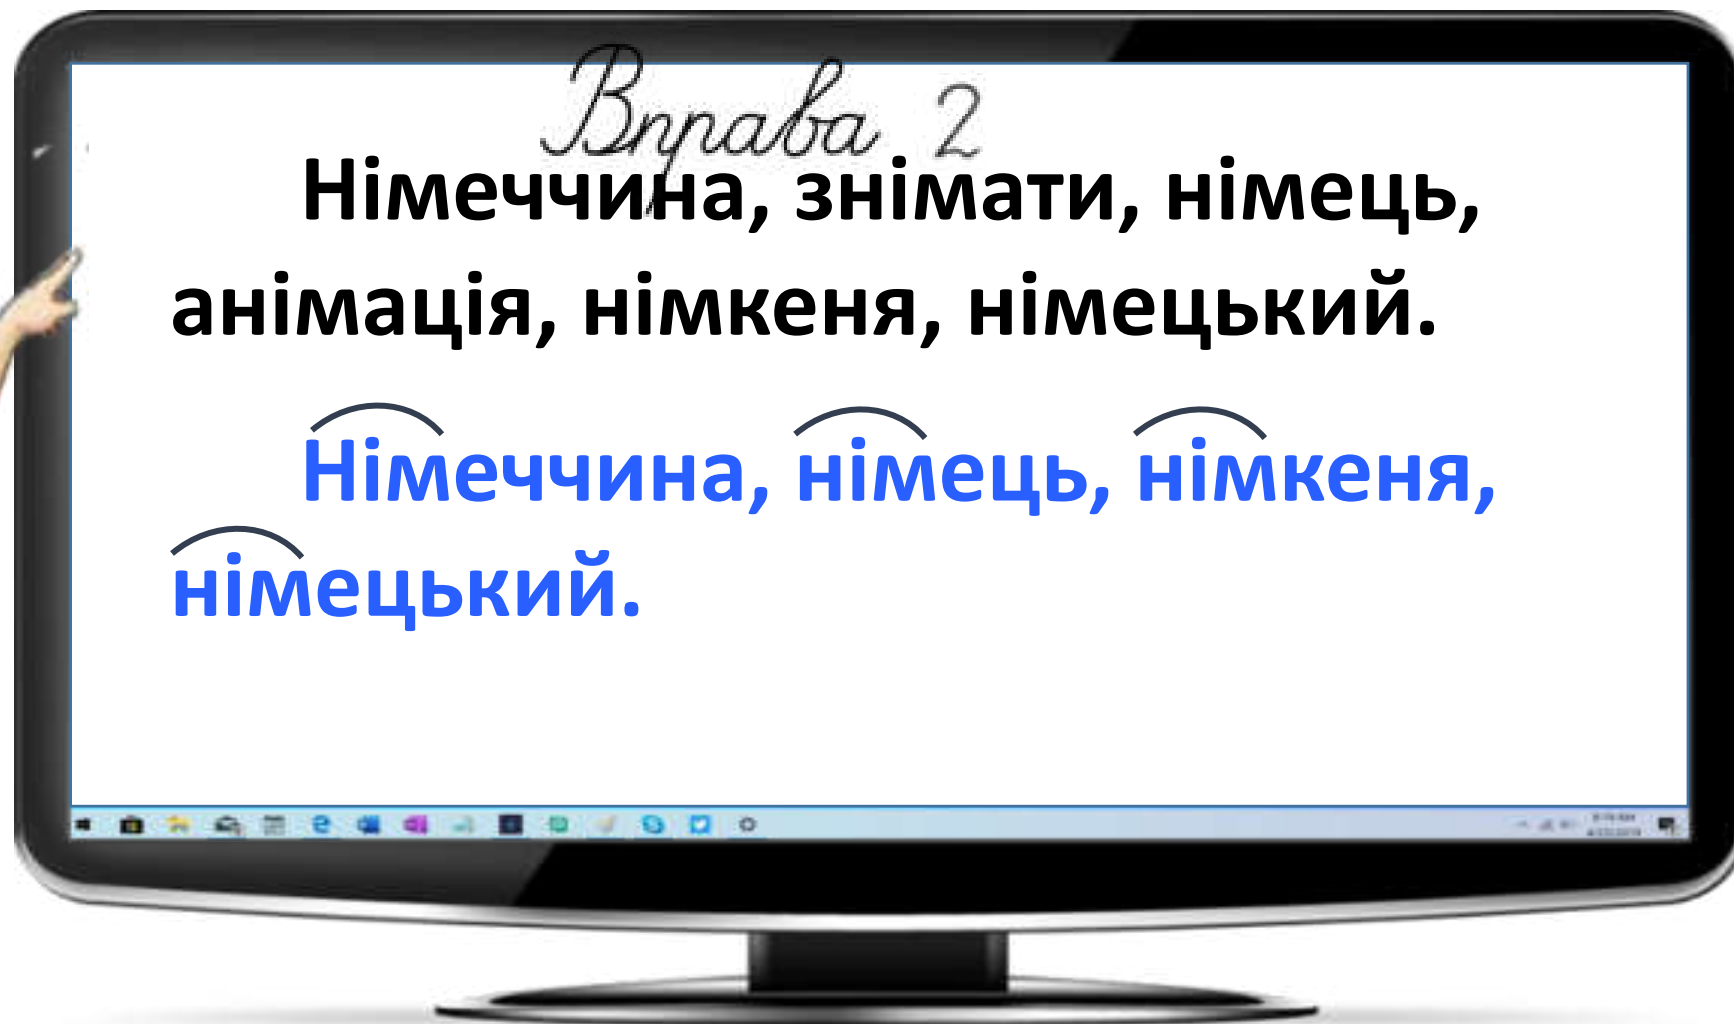 Вправа 2
Німеччина, знімати, німець,
анімація, німкеня, німецький.
Німеччина, німець, німкеня,
німецький.